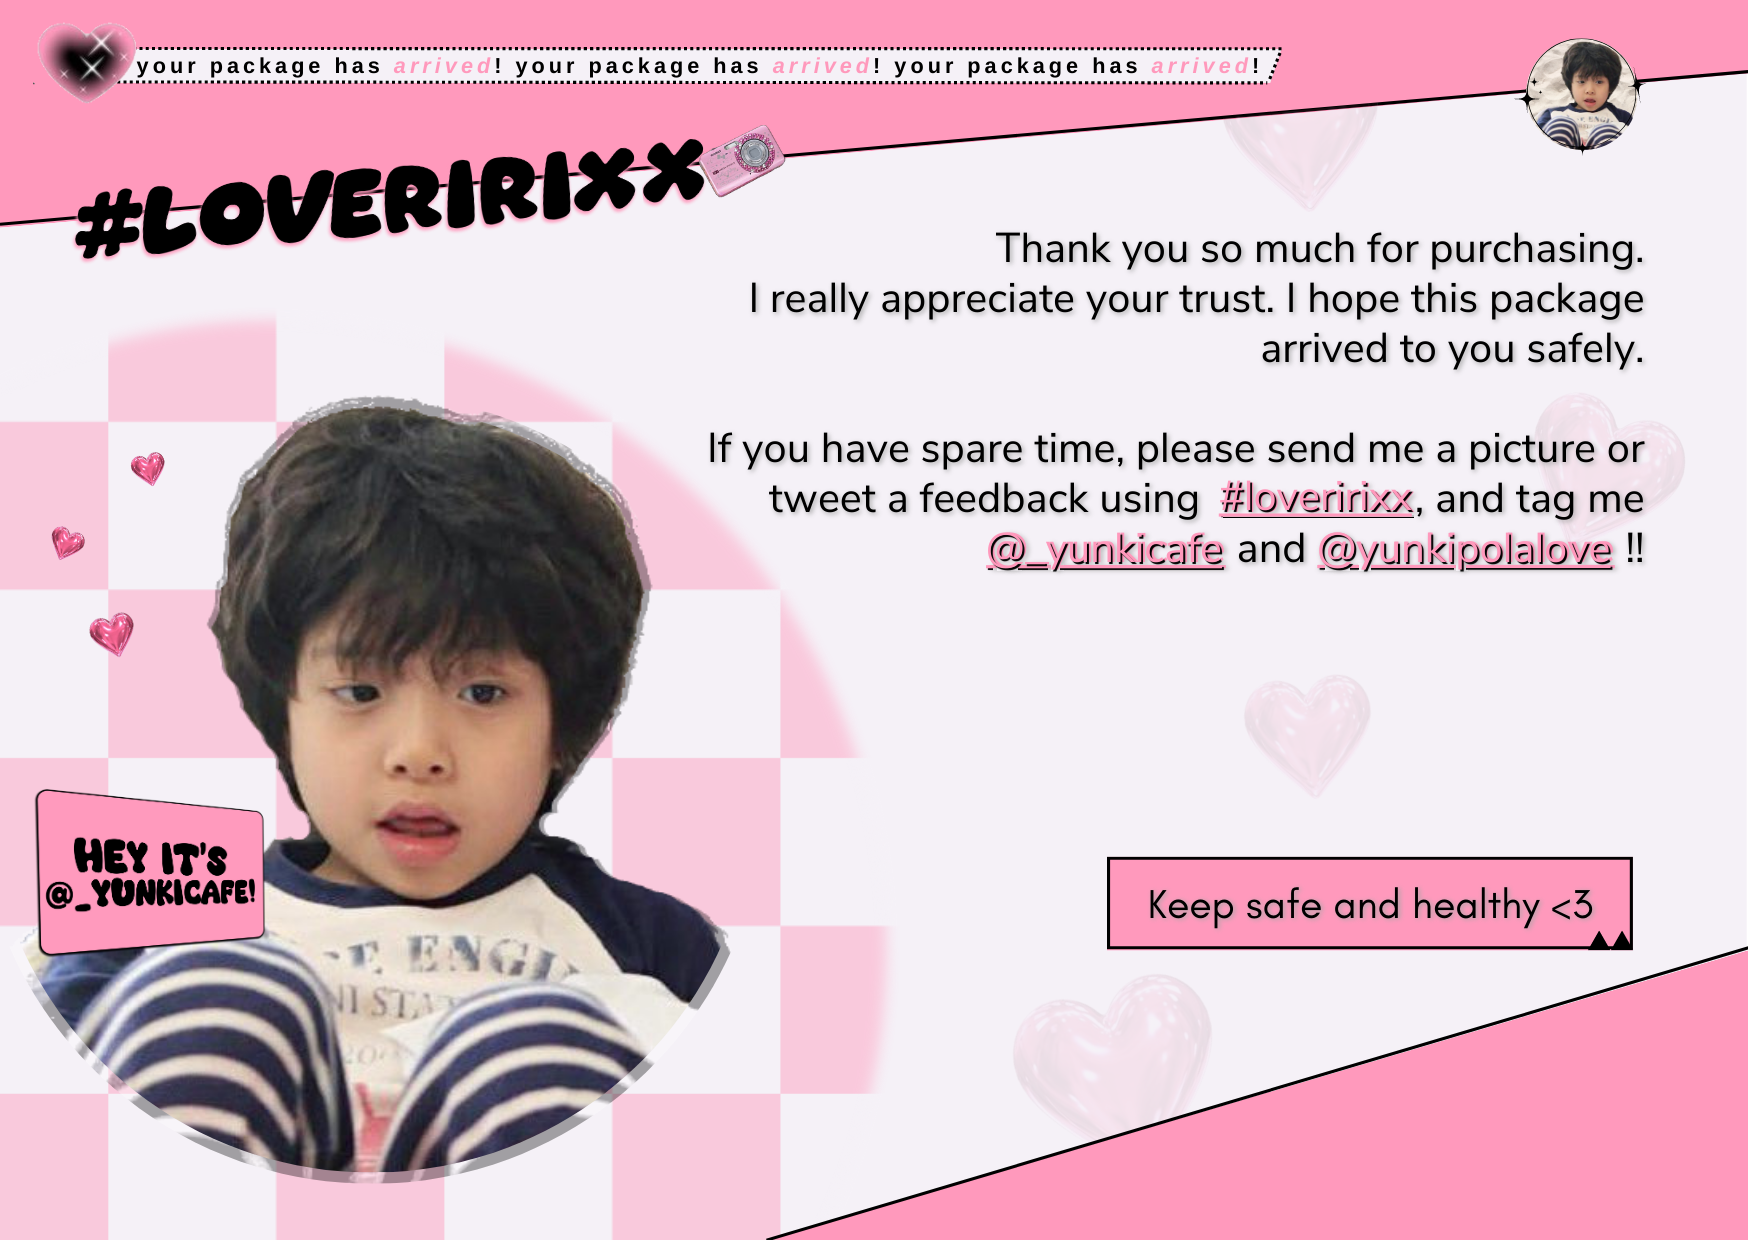 your package has arrived! your package has arrived! your package has arrived!
#LOVERIRIXX
Thank you so much for purchasing.
I really appreciate your trust. I hope this package
arrived to you safely.
If you have spare time, please send me a picture or
tweet a feedback using #loveririxx, and tag me
@_yunkicafe and @yunkipolalove !!
HEY IT'S
@_YUNKICAFE!
Keep safe and healthy <3